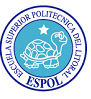 ESCUELA SUPERIOR POLITECNICA DEL LITORAL
ESPOL